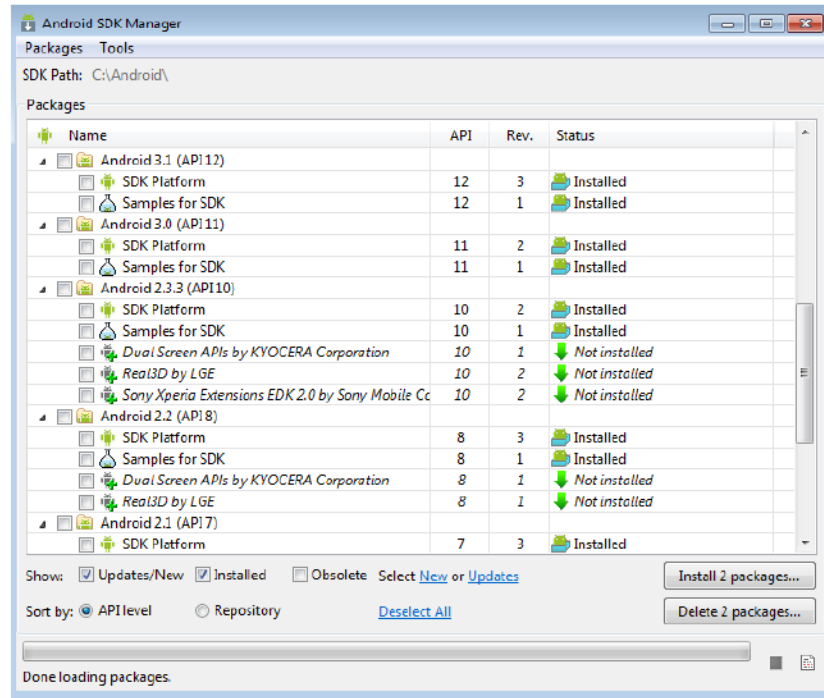 Android SDK Manager
Packages Tools
SDK Path: C:\Android\
Packages
Name API Rev. Status
Android 3.1 (API 12)
SDK Platform 12 3 Installed
Samples for SDK 12 1 Installed
Android 3.0 (API 11)
SDK Platform 11 2 Installed
Samples for SDK 11 1 Installed
Android 2.3.3 (API 10)
SDK Platform 10 2 Installed
Samples for SDK 10 1 Installed
Dual Screen APIs by KYOCERA Corporation 10 1 Not installed
Real3D by LGE 10 2 Not installed
Sony Xperia Extensions EDK 2.0 by Sony Mobile Cc 10 2 Not installed
Android 2.2 (API 8)
SDK Platform 8 3 Installed
Samples for SDK 8 1 Installed
Dual Screen APIs by KYOCERA Corporation 8 1 Not installed
Real3D by LGE 8 1 Not installed
Android 2.1 (API 7)
SDK Platform 7 3 Installed
Show: Updates/New Installed Obsolete Select New or Updates Install 2 packages...
Sort by: API level Repository Deselect All Delete 2 packages...
Done loading packages.